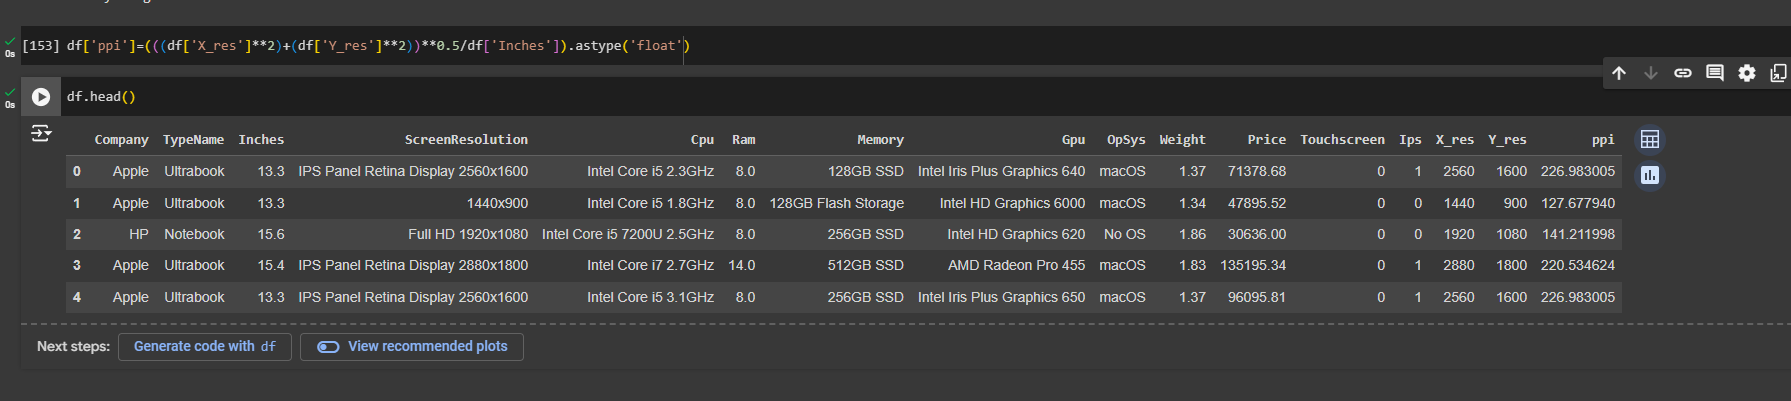 [153] df['ppi']=(((df['X_res']**2)+(df['Y_res']**2))**0.5/df['Inches']).astype('float')
0s
df.head()
0s
Company TypeName Inches ScreenResolution Cpu Ram Memory Gpu OpSys Weight Price Touchscreen Ips X_res Y_res ppi
0 Apple Ultrabook 13.3 IPS Panel Retina Display 2560x1600 Intel Core i5 2.3GHz 8.0 128GB SSD Intel Iris Plus Graphics 640 macOS 1.37 71378.68 0 1 2560 1600 226.983005
1 Apple Ultrabook 13.3 1440x900 Intel Core i5 1.8GHz 8.0 128GB Flash Storage Intel HD Graphics 6000 macOS 1.34 47895.52 0 0 1440 900 127.677940
2 HP Notebook 15.6 Full HD 1920x1080 Intel Core i5 7200U 2.5GHz 8.0 256GB SSD Intel HD Graphics 620 No OS 1.86 30636.00 0 0 1920 1080 141.211998
3 Apple Ultrabook 15.4 IPS Panel Retina Display 2880x1800 Intel Core i7 2.7GHz 14.0 512GB SSD AMD Radeon Pro 455 macOS 1.83 135195.34 0 1 2880 1800 220.534624
4 Apple Ultrabook 13.3 IPS Panel Retina Display 2560x1600 Intel Core i5 3.1GHz 8.0 256GB SSD Intel Iris Plus Graphics 650 macOS 1.37 96095.81 0 1 2560 1600 226.983005
Next steps: Generate code with df View recommended plots